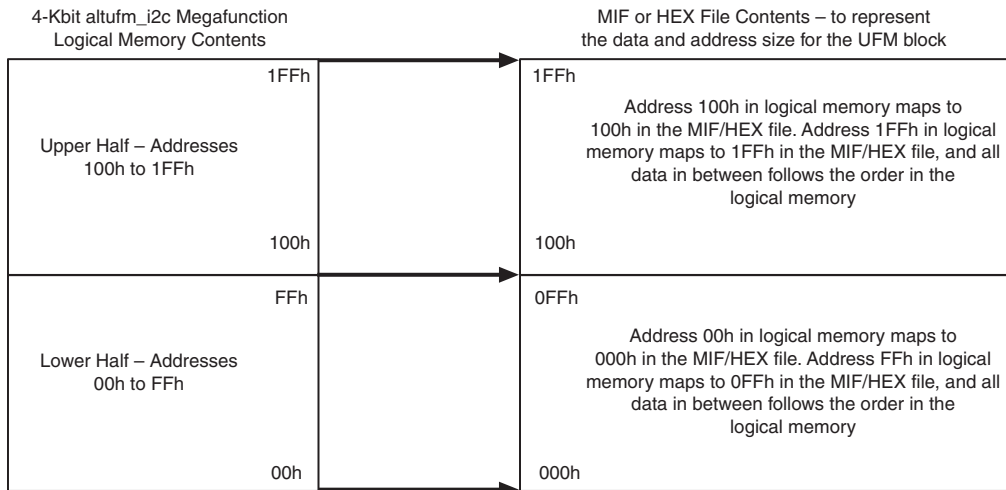 4-Kbit altufm_i2c Megafunction
Logical Memory Contents
MIF or HEX File Contents – to represent
the data and address size for the UFM block
1FFh
Upper Half – Addresses
100h to 1FFh
100h
1FFh
Address 100h in logical memory maps to
100h in the MIF/HEX file. Address 1FFh in logical
memory maps to 1FFh in the MIF/HEX file, and all
data in between follows the order in the
logical memory
100h
FFh
Lower Half – Addresses
00h to FFh
00h
0FFh
Address 00h in logical memory maps to
000h in the MIF/HEX file. Address FFh in logical
memory maps to 0FFh in the MIF/HEX file, and all
data in between follows the order in the
logical memory
000h